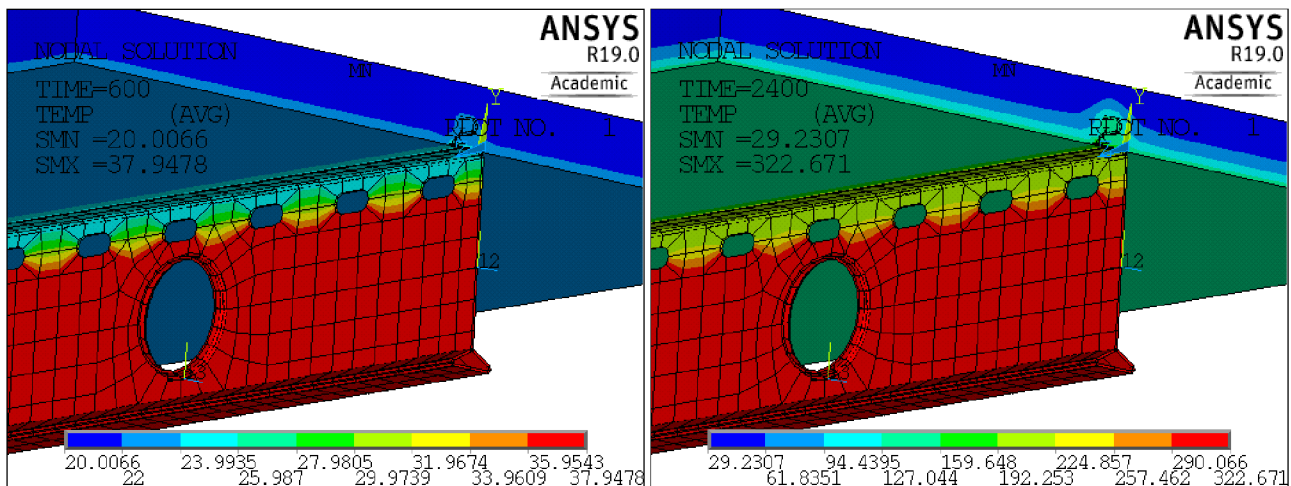 ANSYS
R19.0
Academic
NODAL SOLUTION
MN
TIME=600
TEMP (AVG)
SMN =20.0066
SMX =37.9478
Y
PLOT NO. 1
12
20.0066 23.9935 27.9805 31.9674 35.9543
22 25.987 29.9739 33.9609 37.9478
ANSYS
R19.0
Academic
NODAL SOLUTION
MN
TIME=2400
TEMP (AVG)
SMN =29.2307
SMX =322.671
Y
PLOT NO. 1
12
29.2307 94.4395 159.648 224.857 290.066
61.8351 127.044 192.253 257.462 322.671